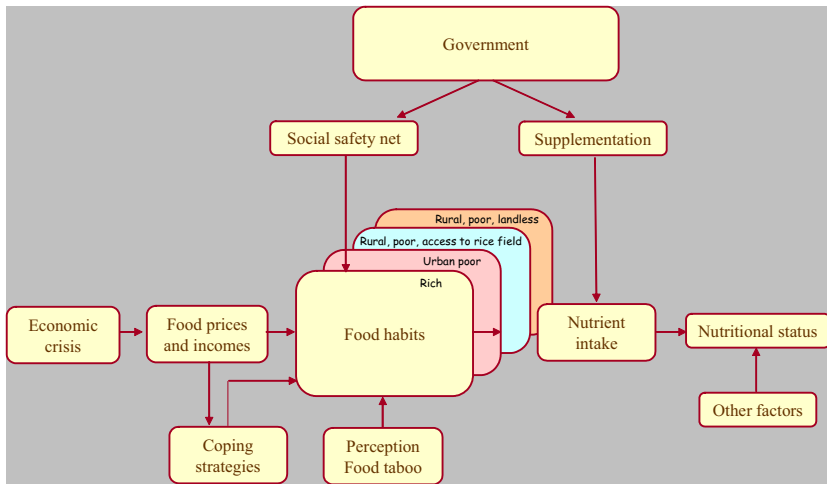 Government
Social safety net
Supplementation
Rural, poor, landless
Rural, poor, access to rice field
Urban poor
Rich
Economic
crisis
Food prices
and incomes
Food habits
Nutrient
intake
Nutritional status
Coping
strategies
Perception
Food taboo
Other factors